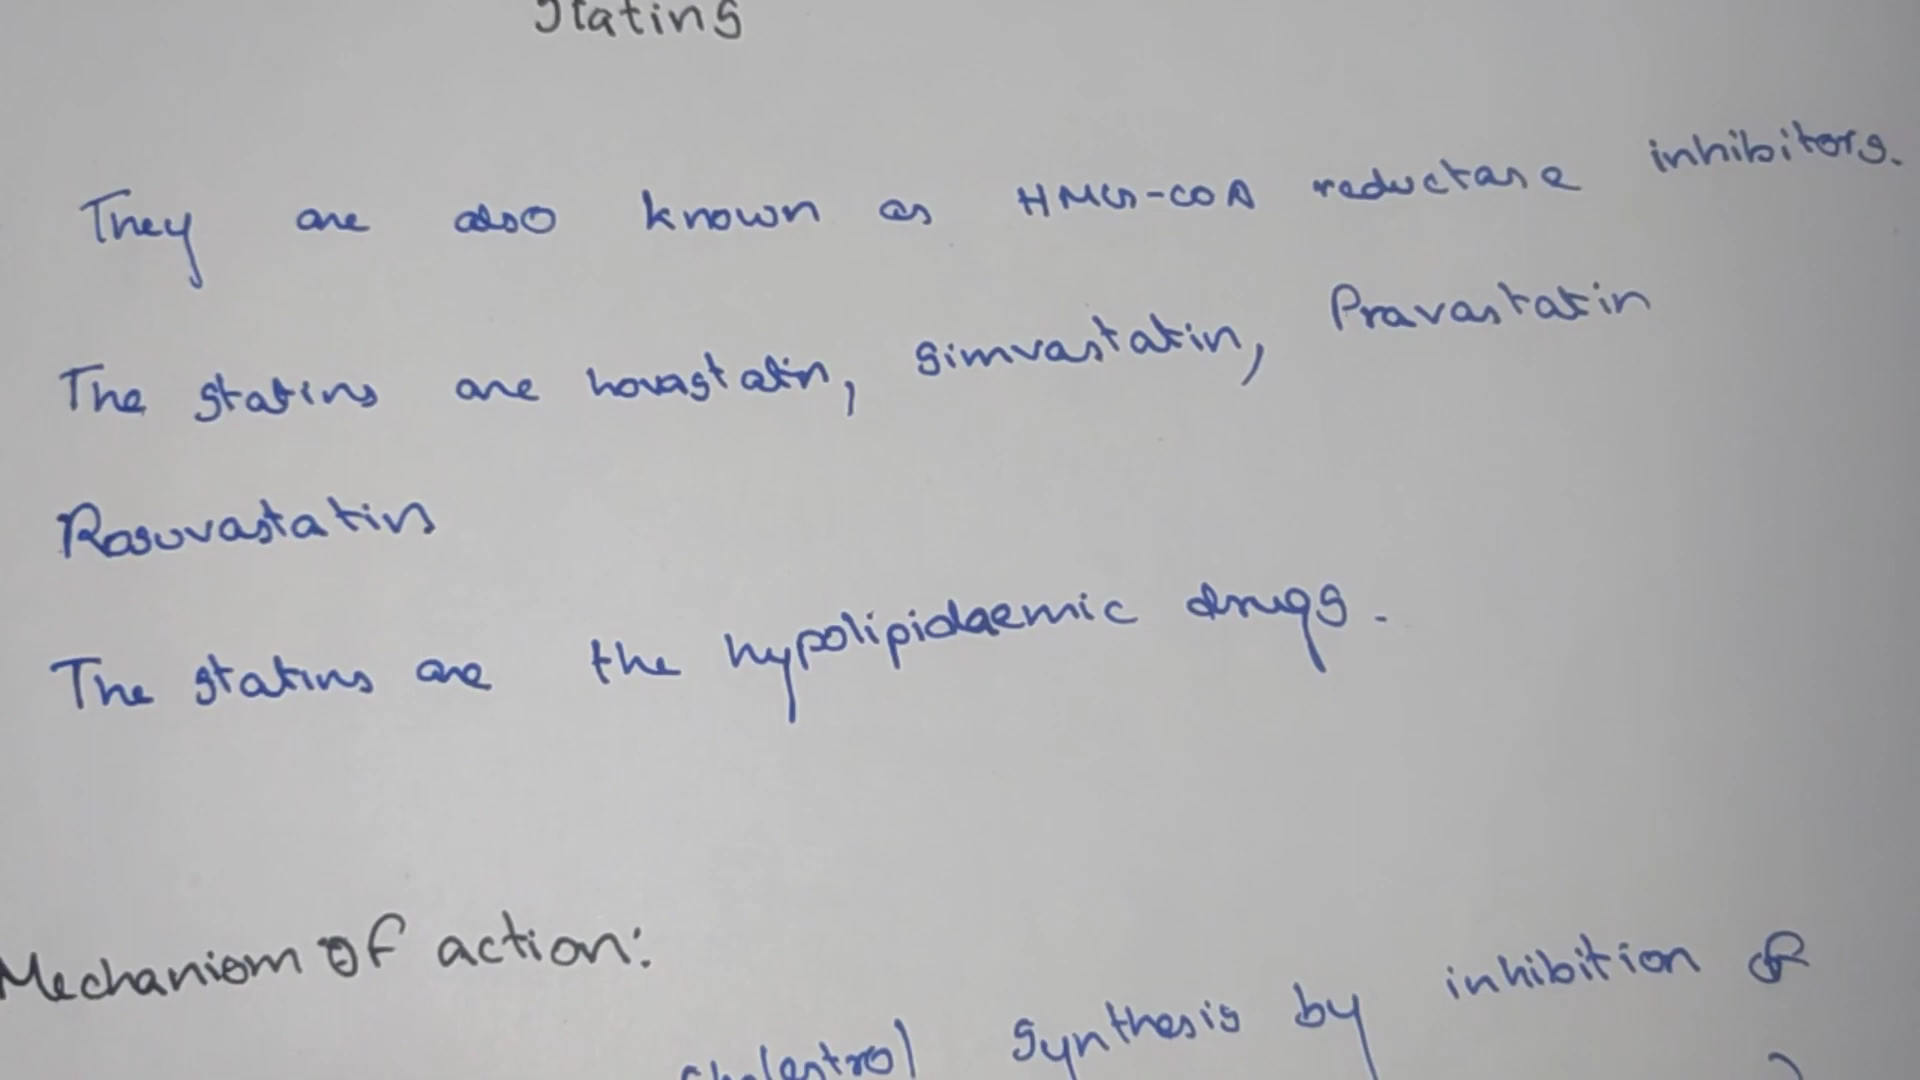 Statins
They are also known as HMG-COA reductase inhibitors.
The statins are lovastatin, simvastatin, Pravastatin
Rosuvastatin
The statins are the hypolipidaemic drugs.
Mechanism of action:
cholestrol synthesis by inhibition of